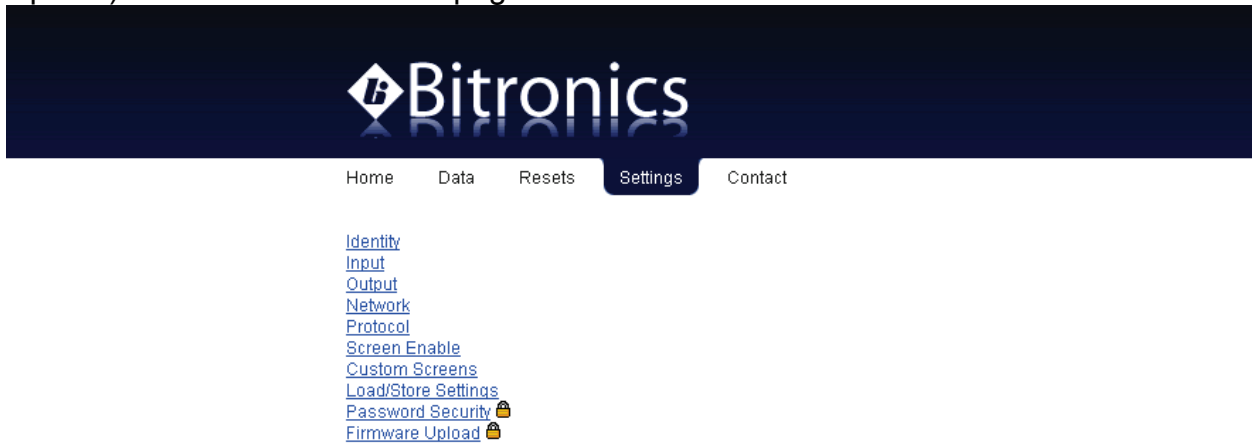 Bitronics
Home Data Resets Settings Contact
Identity
Input
Output
Network
Protocol
Screen Enable
Custom Screens
Load/Store Settings
Password Security
Firmware Upload